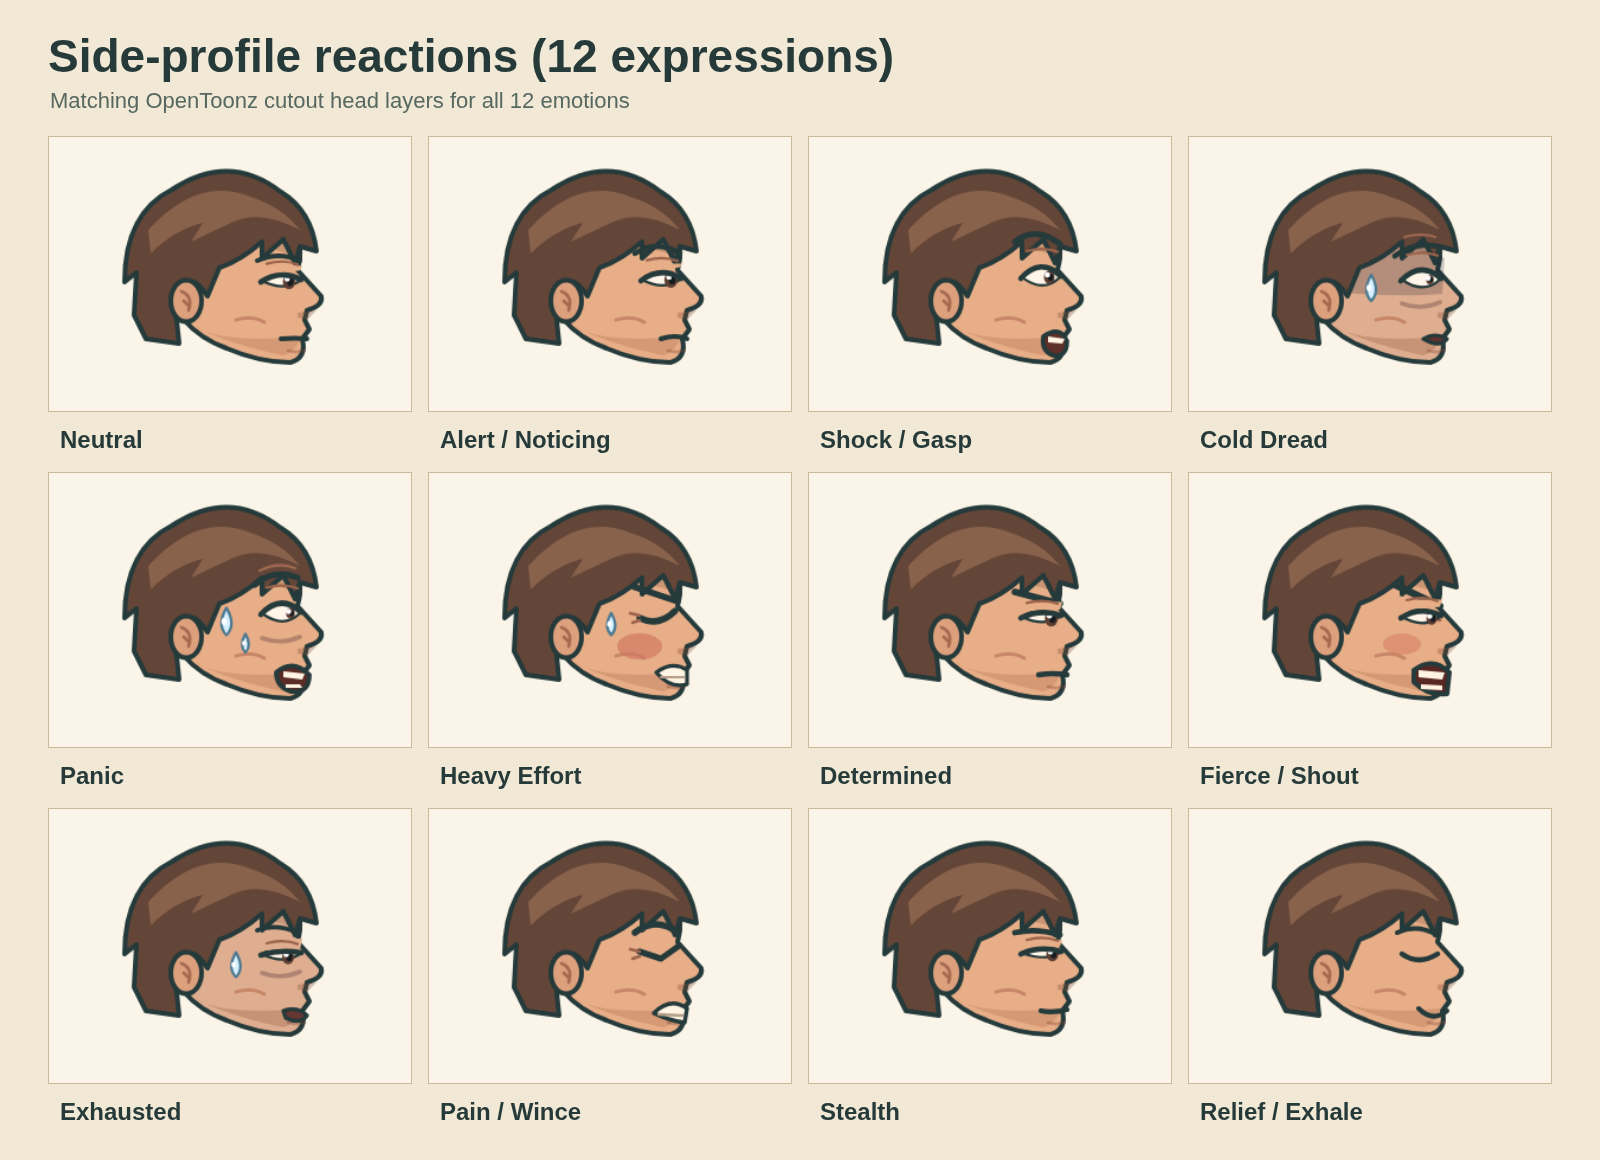 Side-profile reactions (12 expressions)
Matching OpenToonz cutout head layers for all 12 emotions
Neutral
Alert / Noticing
Shock / Gasp
Cold Dread
Panic
Heavy Effort
Determined
Fierce / Shout
Exhausted
Pain / Wince
Stealth
Relief / Exhale